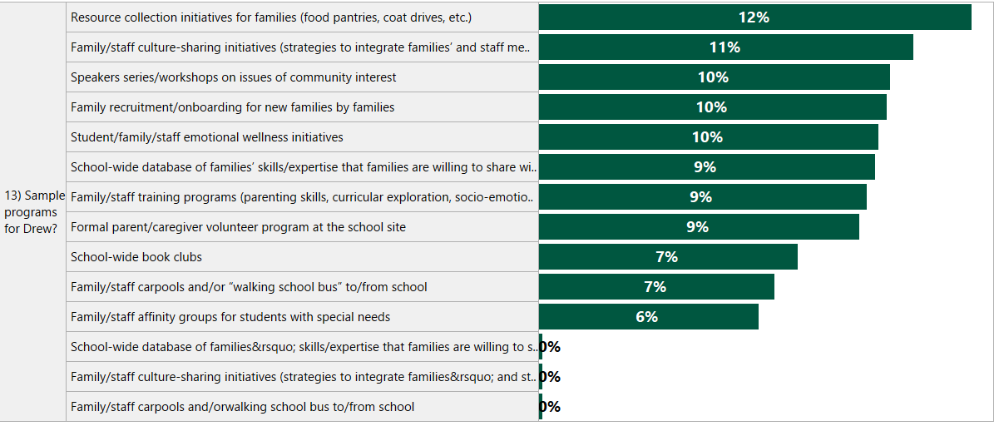 13) Sample
programs
for Drew?
Resource collection initiatives for families (food pantries, coat drives, etc.) 12%
Family/staff culture-sharing initiatives (strategies to integrate families’ and staff me.. 11%
Speakers series/workshops on issues of community interest 10%
Family recruitment/onboarding for new families by families 10%
Student/family/staff emotional wellness initiatives 10%
School-wide database of families’ skills/expertise that families are willing to share wi.. 9%
Family/staff training programs (parenting skills, curricular exploration, socio-emotio.. 9%
Formal parent/caregiver volunteer program at the school site 9%
School-wide book clubs 7%
Family/staff carpools and/or “walking school bus” to/from school 7%
Family/staff affinity groups for students with special needs 6%
School-wide database of families&rsquo; skills/expertise that families are willing to s.. 0%
Family/staff culture-sharing initiatives (strategies to integrate families&rsquo; and st.. 0%
Family/staff carpools and/orwalking school bus to/from school 0%